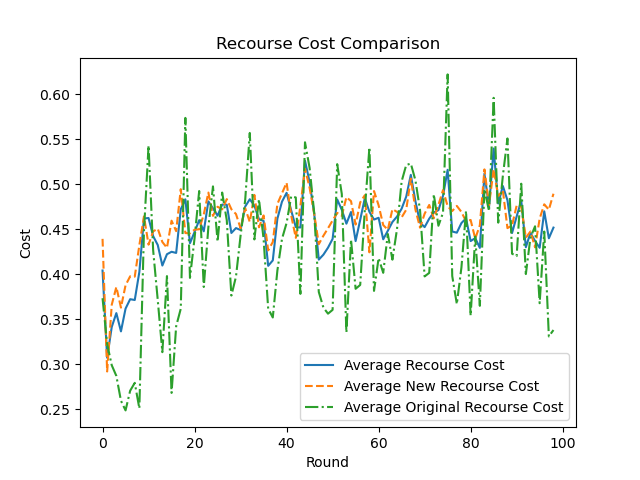 Recourse Cost Comparison
0.60
0.55
0.50
0.45
0.40
0.35
0.30
0.25
Cost
Average Recourse Cost
Average New Recourse Cost
Average Original Recourse Cost
0 20 40 60 80 100
Round